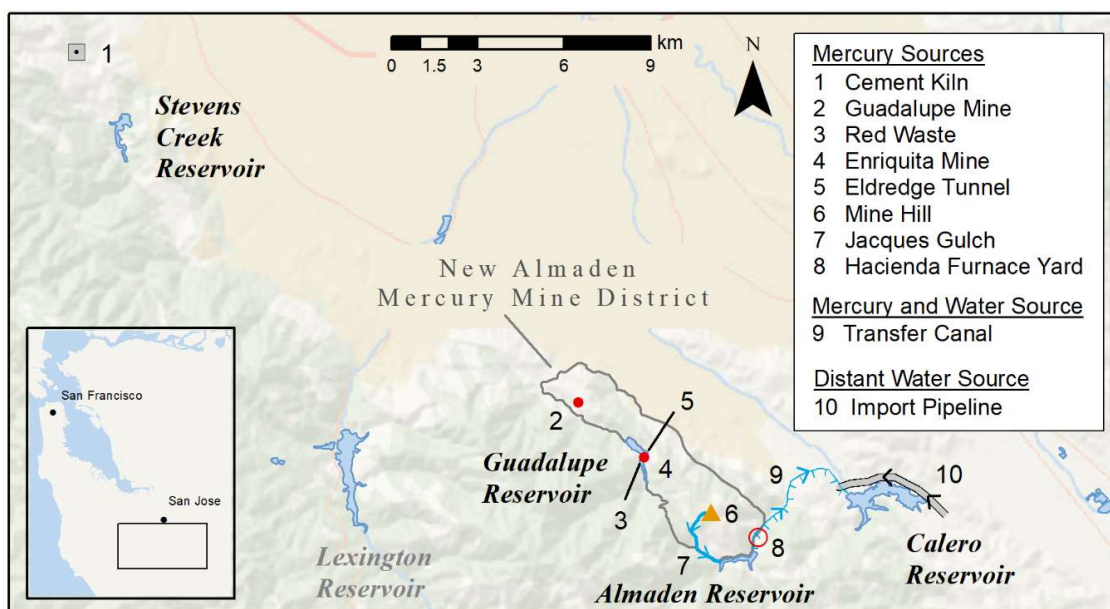 1
km
0 1.5 3 6 9
N
Stevens
Creek
Reservoir
Mercury Sources
1 Cement Kiln
2 Guadalupe Mine
3 Red Waste
4 Enriquita Mine
5 Eldredge Tunnel
6 Mine Hill
7 Jacques Gulch
8 Hacienda Furnace Yard
Mercury and Water Source
9 Transfer Canal
Distant Water Source
10 Import Pipeline
New Almaden
Mercury Mine District
San Francisco
San Jose
2
5
Guadalupe
Reservoir
4
3
6
9
10
8
7
Lexington
Reservoir
Almaden Reservoir
Calero
Reservoir